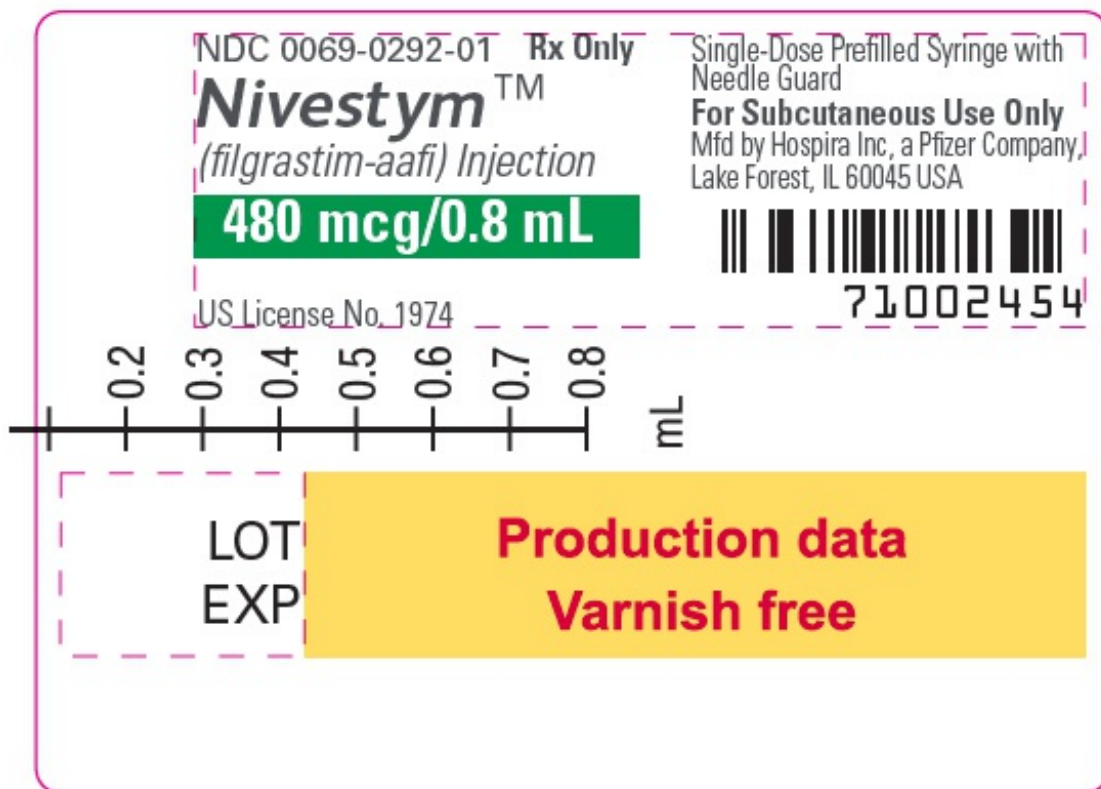 NDC 0069-0292-01 Rx Only
Nivestym™
(filgrastim-aafi) Injection
480 mcg/0.8 mL
US License No. 1974
Single-Dose Prefilled Syringe with
Needle Guard
For Subcutaneous Use Only
Mfd by Hospira Inc, a Pfizer Company,
Lake Forest, IL 60045 USA
71002454
0.2 0.3 0.4 0.5 0.6 0.7 0.8 mL
LOT
EXP
Production data
Varnish free